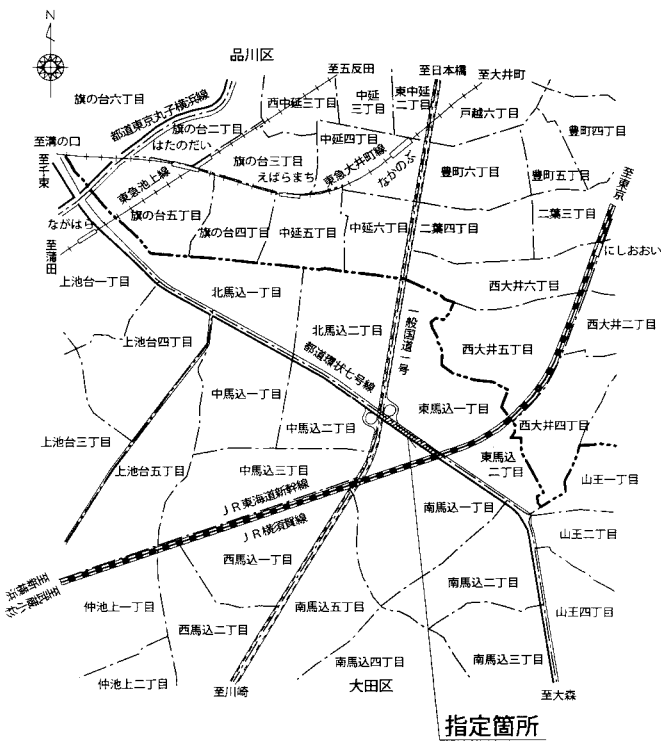 N
品川区
至五反田
至日本橋
至大井町
旗の台六丁目
都道東京丸子横浜線
西中延三丁目
中延
三丁目
東中延
二丁目
戸越六丁目
旗の台二丁目
はたのだい
中延四丁目
豊町四丁目
至溝の口
至千束
旗の台三丁目
えばらまち
東急大井町線
なかのぶ
豊町六丁目
豊町五丁目
至東京
東急池上線
ながはら
旗の台五丁目
旗の台四丁目
中延五丁目
中延六丁目
二葉四丁目
二葉三丁目
至蒲田
にしおおい
上池台一丁目
北馬込一丁目
西大井六丁目
北馬込二丁目
一般国道一号
西大井二丁目
上池台四丁目
都道環状七号線
西大井五丁目
中馬込一丁目
東馬込一丁目
中馬込二丁目
西大井四丁目
上池台三丁目
上池台五丁目
中馬込三丁目
東馬込
二丁目
山王一丁目
JR東海道新幹線
JR横須賀線
南馬込一丁目
山王二丁目
西馬込一丁目
至新横浜
至武蔵小杉
南馬込二丁目
仲池上一丁目
南馬込五丁目
山王四丁目
西馬込二丁目
南馬込四丁目
南馬込三丁目
仲池上二丁目
至川崎
大田区
至大森
指定箇所